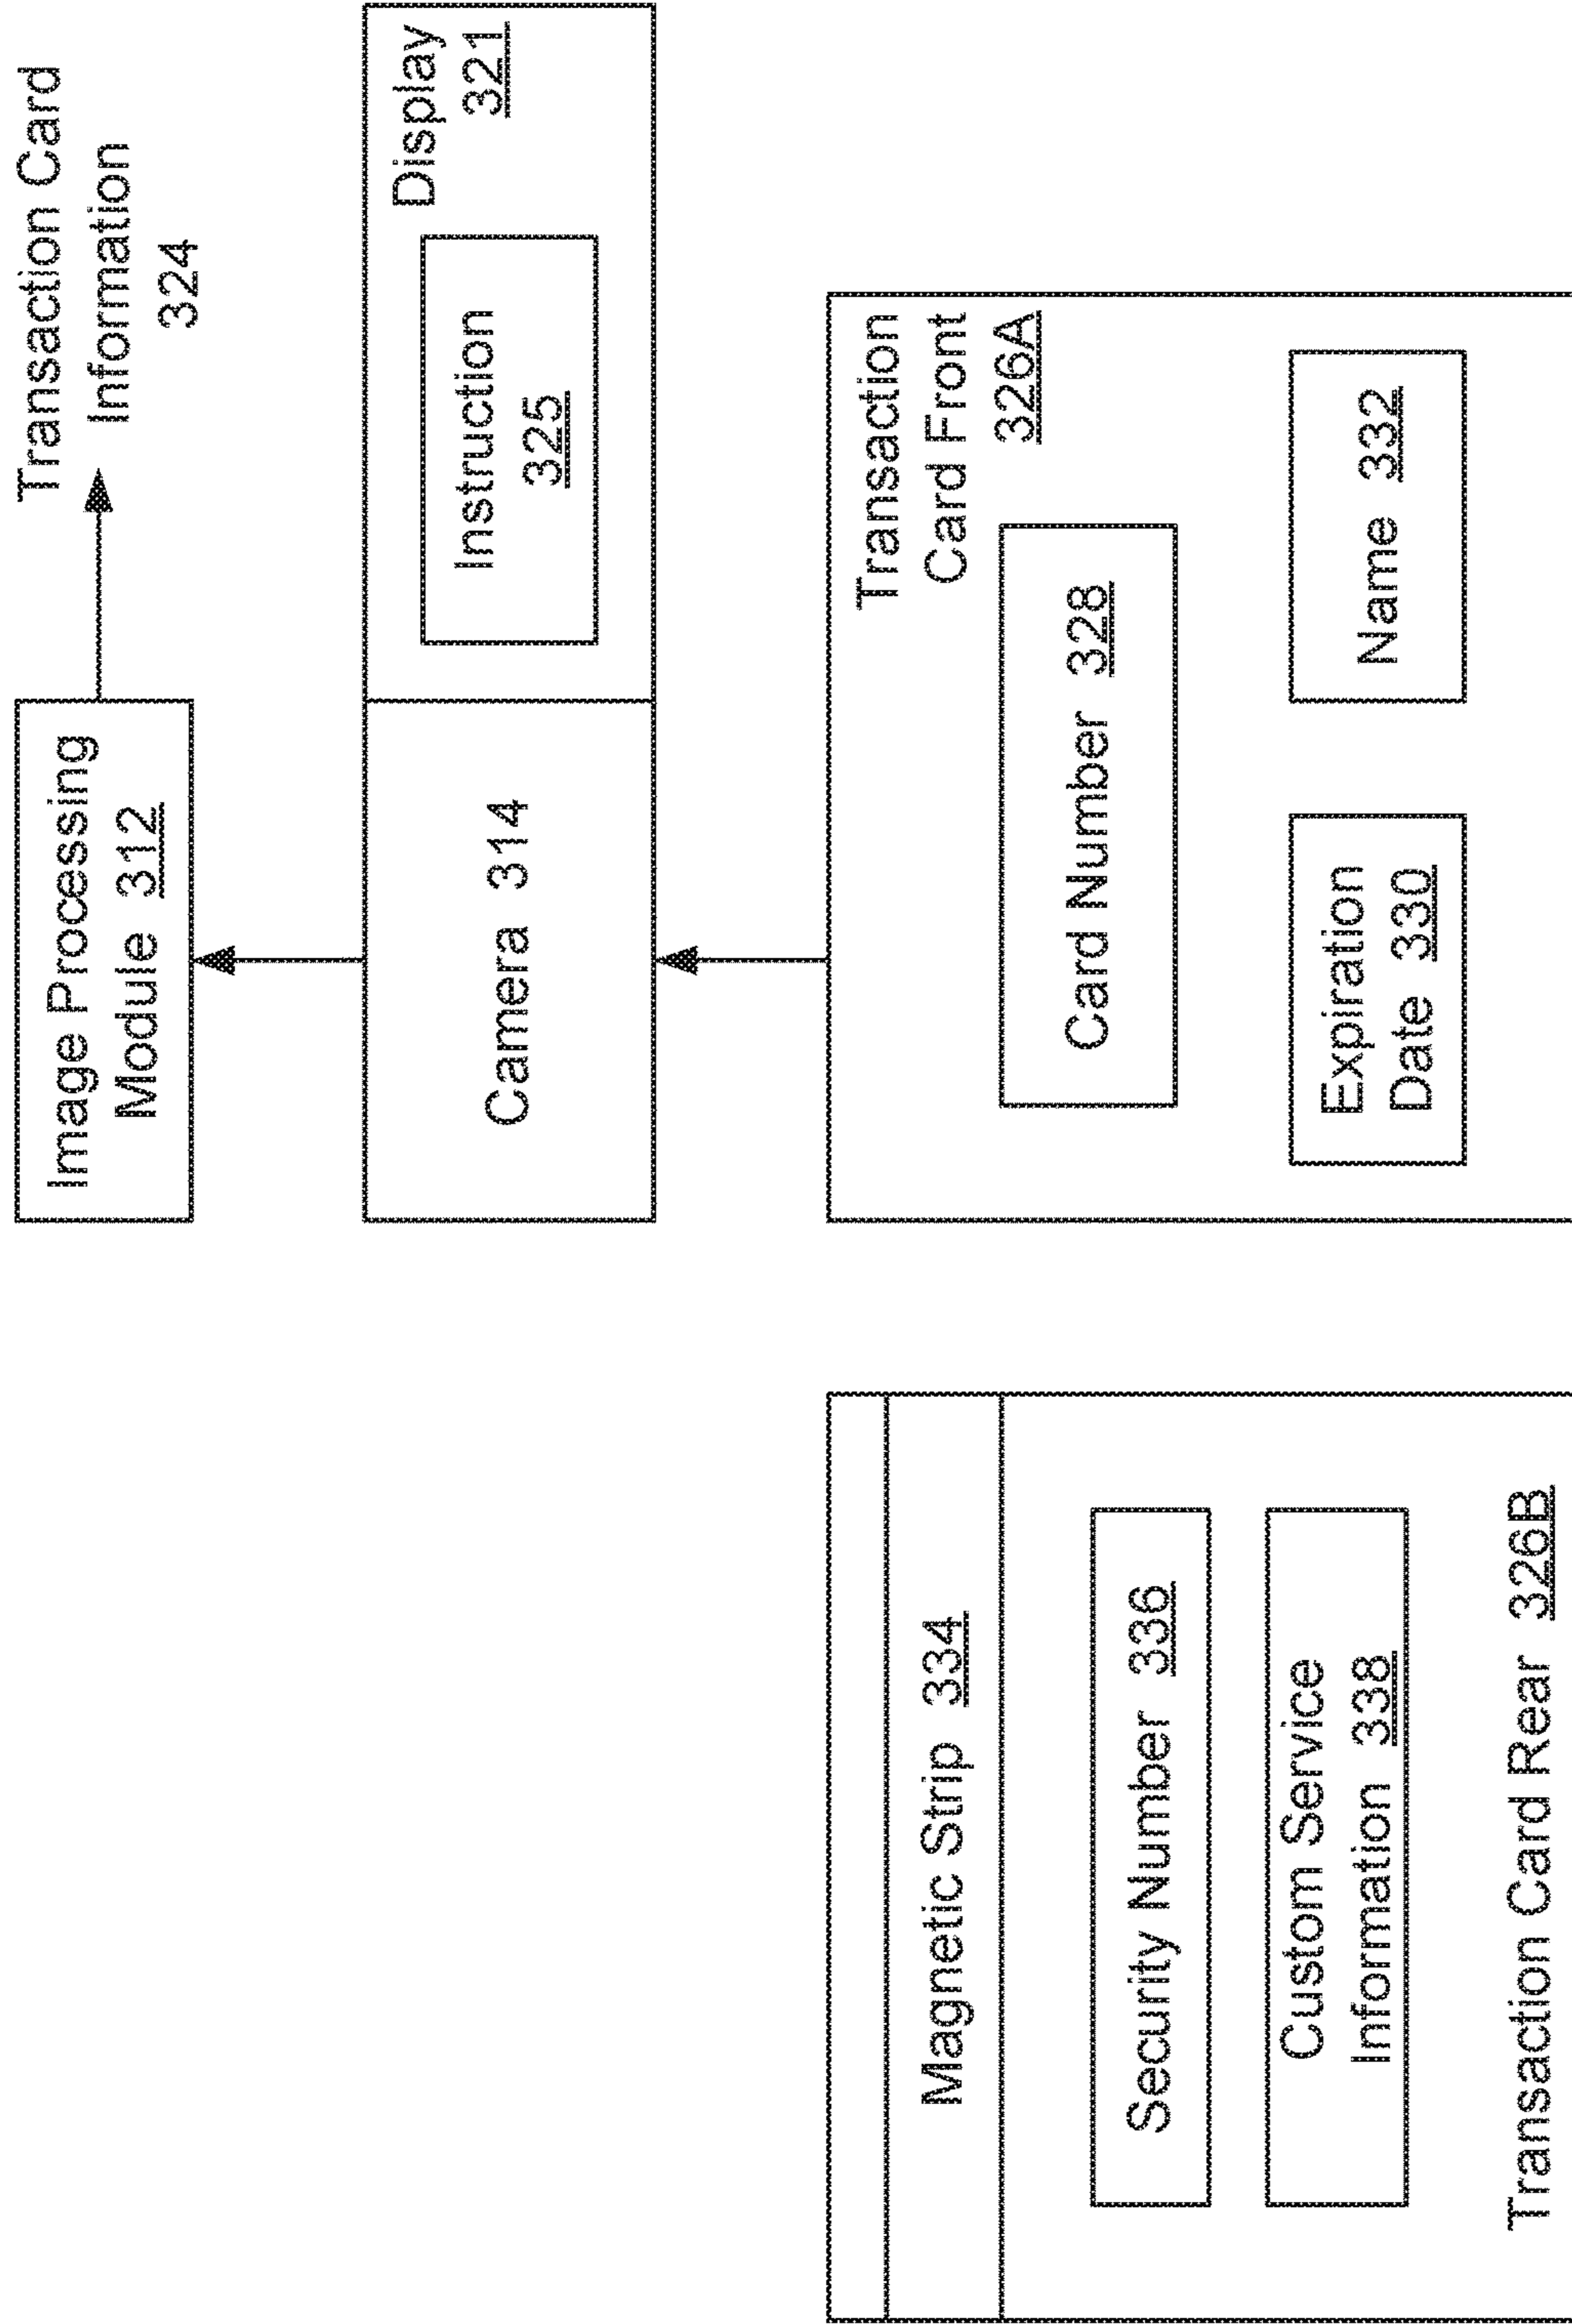 Image Processing
Module 312
Transaction Card
Information
324
Camera 314
Display
321
Instruction
325
Magnetic Strip 334
Security Number 336
Custom Service
Information 338
Transaction Card Rear 326B
Transaction
Card Front
326A
Card Number 328
Expiration
Date 330
Name 332